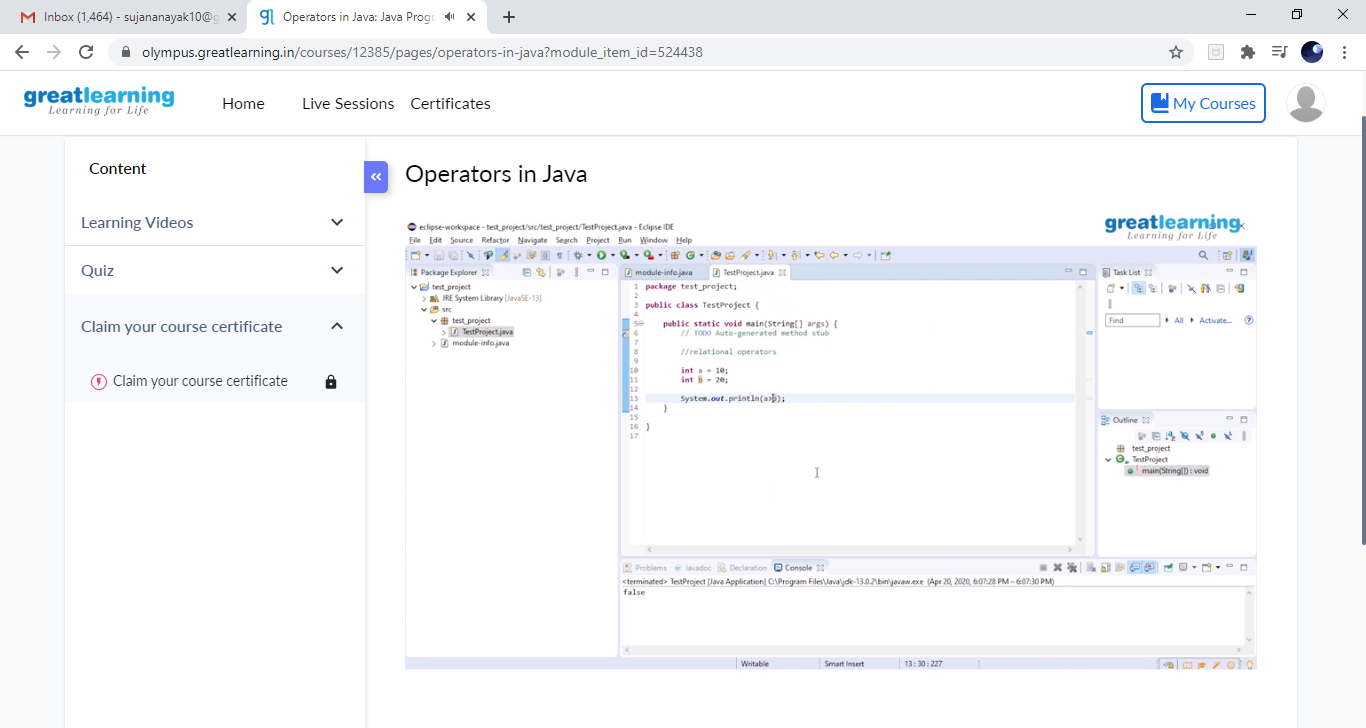 Inbox (1,464) - sujananayak10@g
Operators in Java: Java Progr
olympus.greatlearning.in/courses/12385/pages/operators-in-java?module_item_id=524438
greatlearning
Learning for Life
Home
Live Sessions
Certificates
My Courses
Content
Learning Videos
Quiz
Claim your course certificate
Claim your course certificate
Operators in Java
eclipse-workspace - test_project/src/test_project/TestProject.java - Eclipse IDE
greatlearning
Learning for Life
File Edit Source Refactor Navigate Search Project Run Window Help
Package Explorer
test_project
JRE System Library [JavaSE-13]
src
test_project
TestProject.java
module-info.java
module-info.java
TestProject.java
1 package test_project;
2
3 public class TestProject {
4
5 public static void main(String[] args) {
6 // TODO Auto-generated method stub
7
8 //relational operators
9
10 int a = 10;
11 int b = 20;
12
13 System.out.println(a>b);
14 }
15
16 }
17
Task List
Find
All
Activate...
Outline
test_project
TestProject
main(String[]) : void
Problems
Javadoc
Declaration
Console
<terminated> TestProject [Java Application] C:\Program Files\Java\jdk-13.0.2\bin\javaw.exe (Apr 20, 2020, 6:07:28 PM – 6:07:30 PM)
false
Writable
Smart Insert
13 : 30 : 227